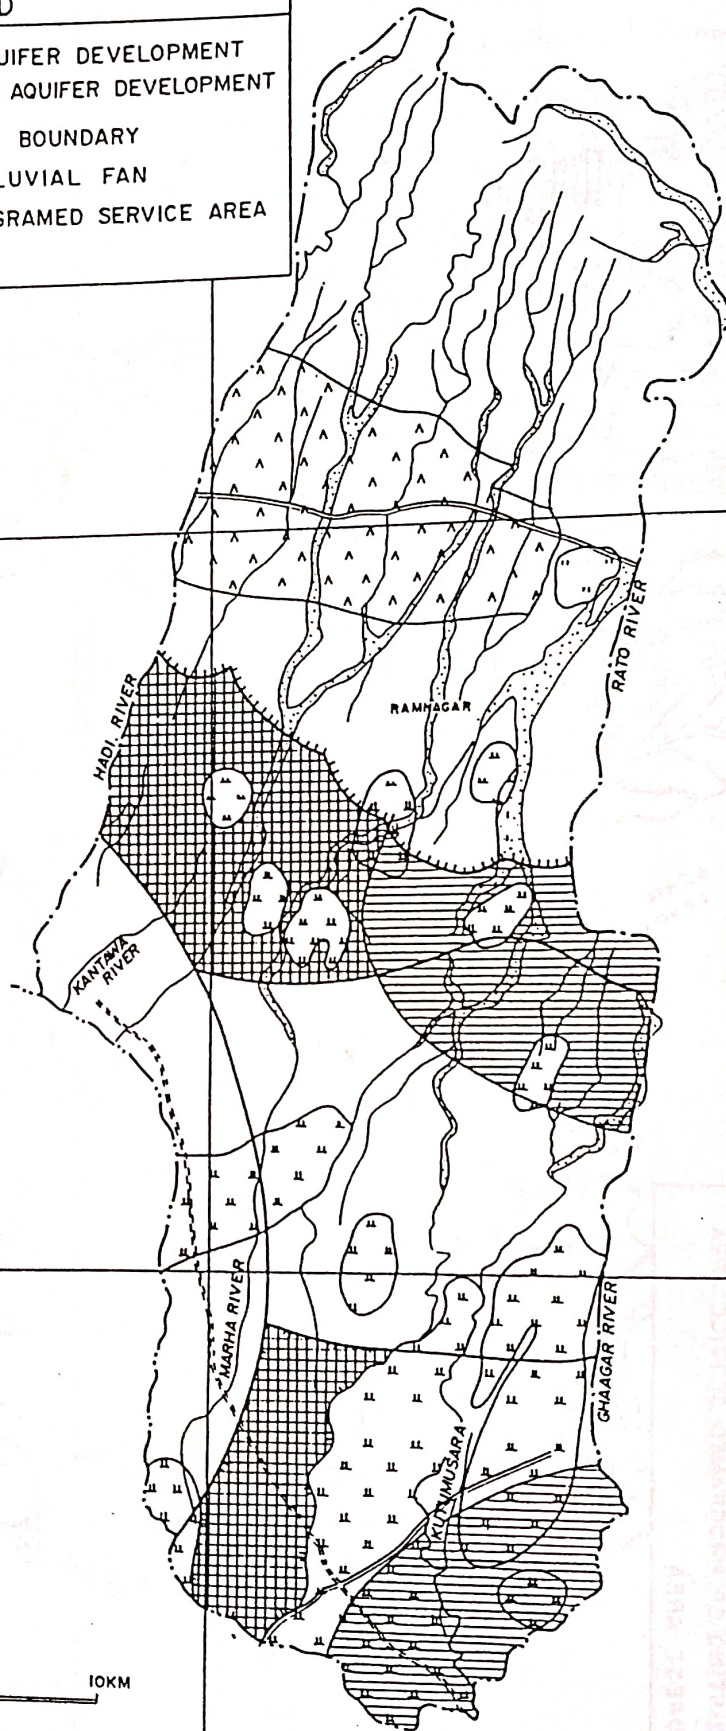 D
UIFER DEVELOPMENT
AQUIFER DEVELOPMENT
BOUNDARY
LUVIAL FAN
GRAMED SERVICE AREA
RATO RIVER
HADI RIVER
RAMNAGAR
KANTAWA
RIVER
MARHA RIVER
GHAAGAR RIVER
KUTUMUSARA
10KM